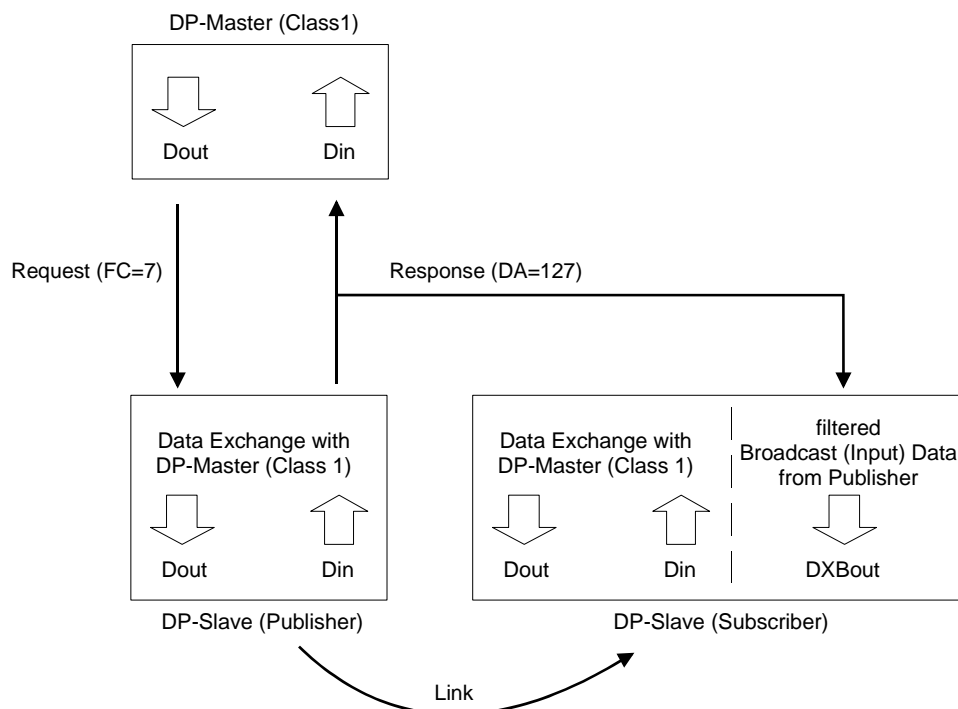 DP-Master (Class1)
Dout
Din
Request (FC=7)
Response (DA=127)
Data Exchange with
DP-Master (Class 1)
Dout
Din
Data Exchange with
DP-Master (Class 1)
Dout
Din
filtered
Broadcast (Input) Data
from Publisher
DXBout
DP-Slave (Publisher)
DP-Slave (Subscriber)
Link